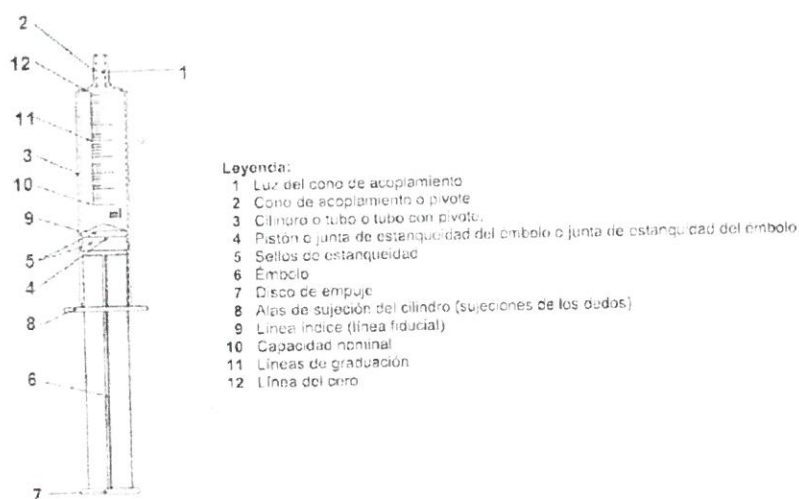 2
12
1
11
3
10
9
5
4
8
6
7
ml
Leyenda:
1 Luz del cono de acoplamiento
2 Cono de acoplamiento o pivote
3 Cilindro o tubo o tubo con pivote.
4 Pistón o junta de estanqueidad del émbolo o junta de estanquidad del émbolo
5 Sellos de estanqueidad
6 Émbolo
7 Disco de empuje
8 Alas de sujeción del cilindro (sujeciones de los dedos)
9 Línea índice (línea fiducial)
10 Capacidad nominal
11 Líneas de graduación
12 Línea del cero